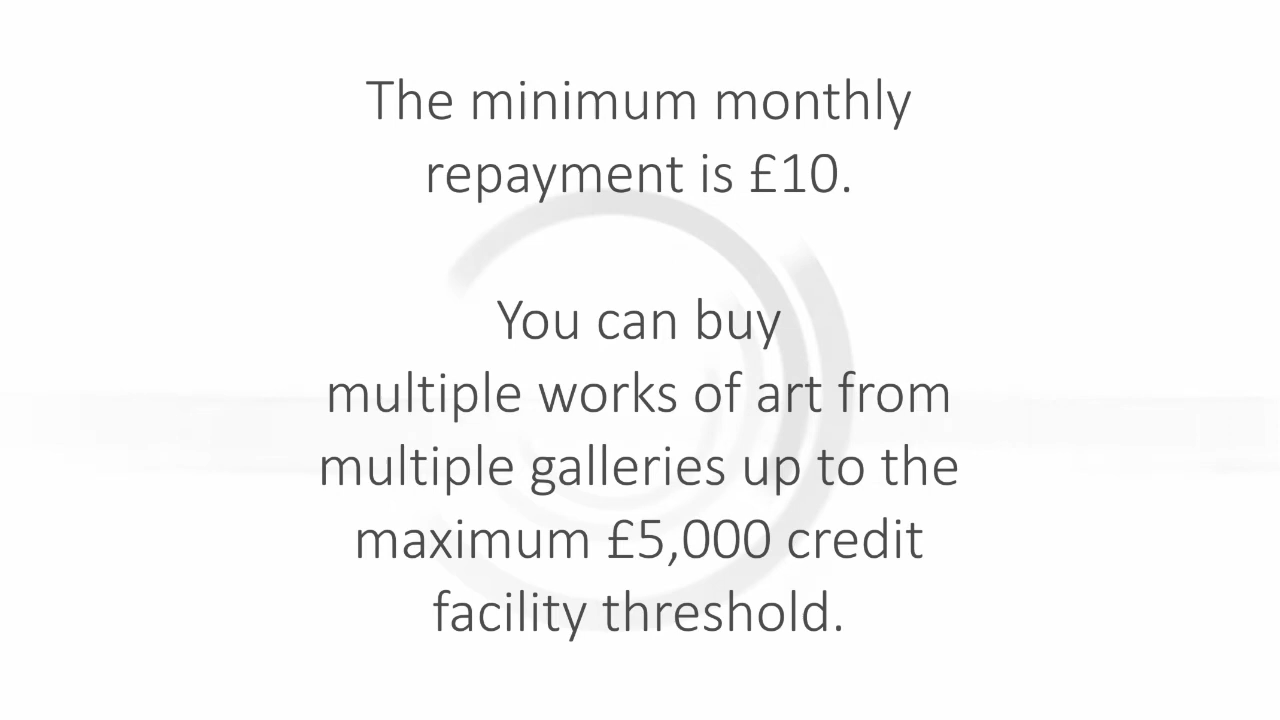 The minimum monthly
repayment is £10.
You can buy
multiple works of art from
multiple galleries up to the
maximum £5,000 credit
facility threshold.